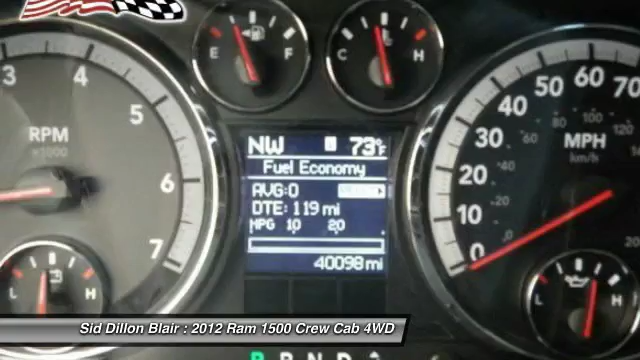 E F
C H
3 4 5 6 7
RPM
x1000
NW 73°F
Fuel Economy
AVG:0
DTE: 119 mi
MPG 10 20
40098 mi
0 10 20 30 40 50 60 70
MPH
km/h
L H
L H
P R N D
Sid Dillon Blair : 2012 Ram 1500 Crew Cab 4WD